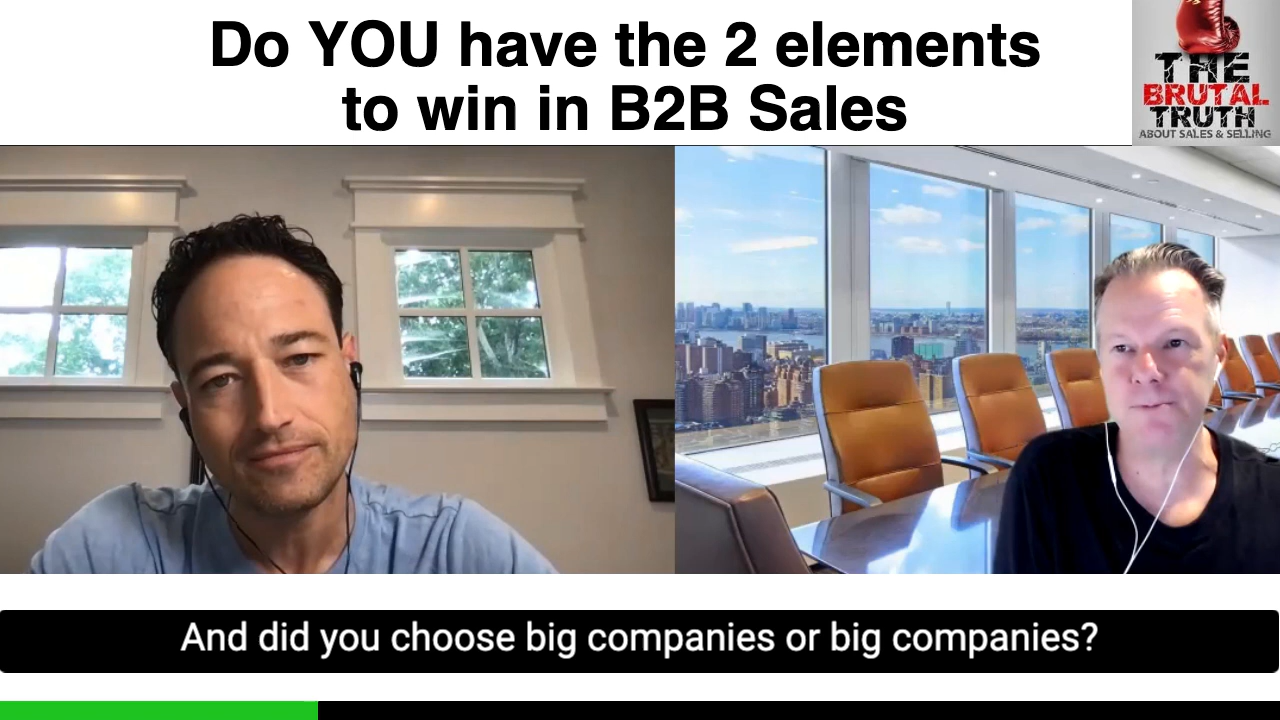 Do YOU have the 2 elements
to win in B2B Sales
THE
BRUTAL
TRUTH
ABOUT SALES & SELLING
And did you choose big companies or big companies?